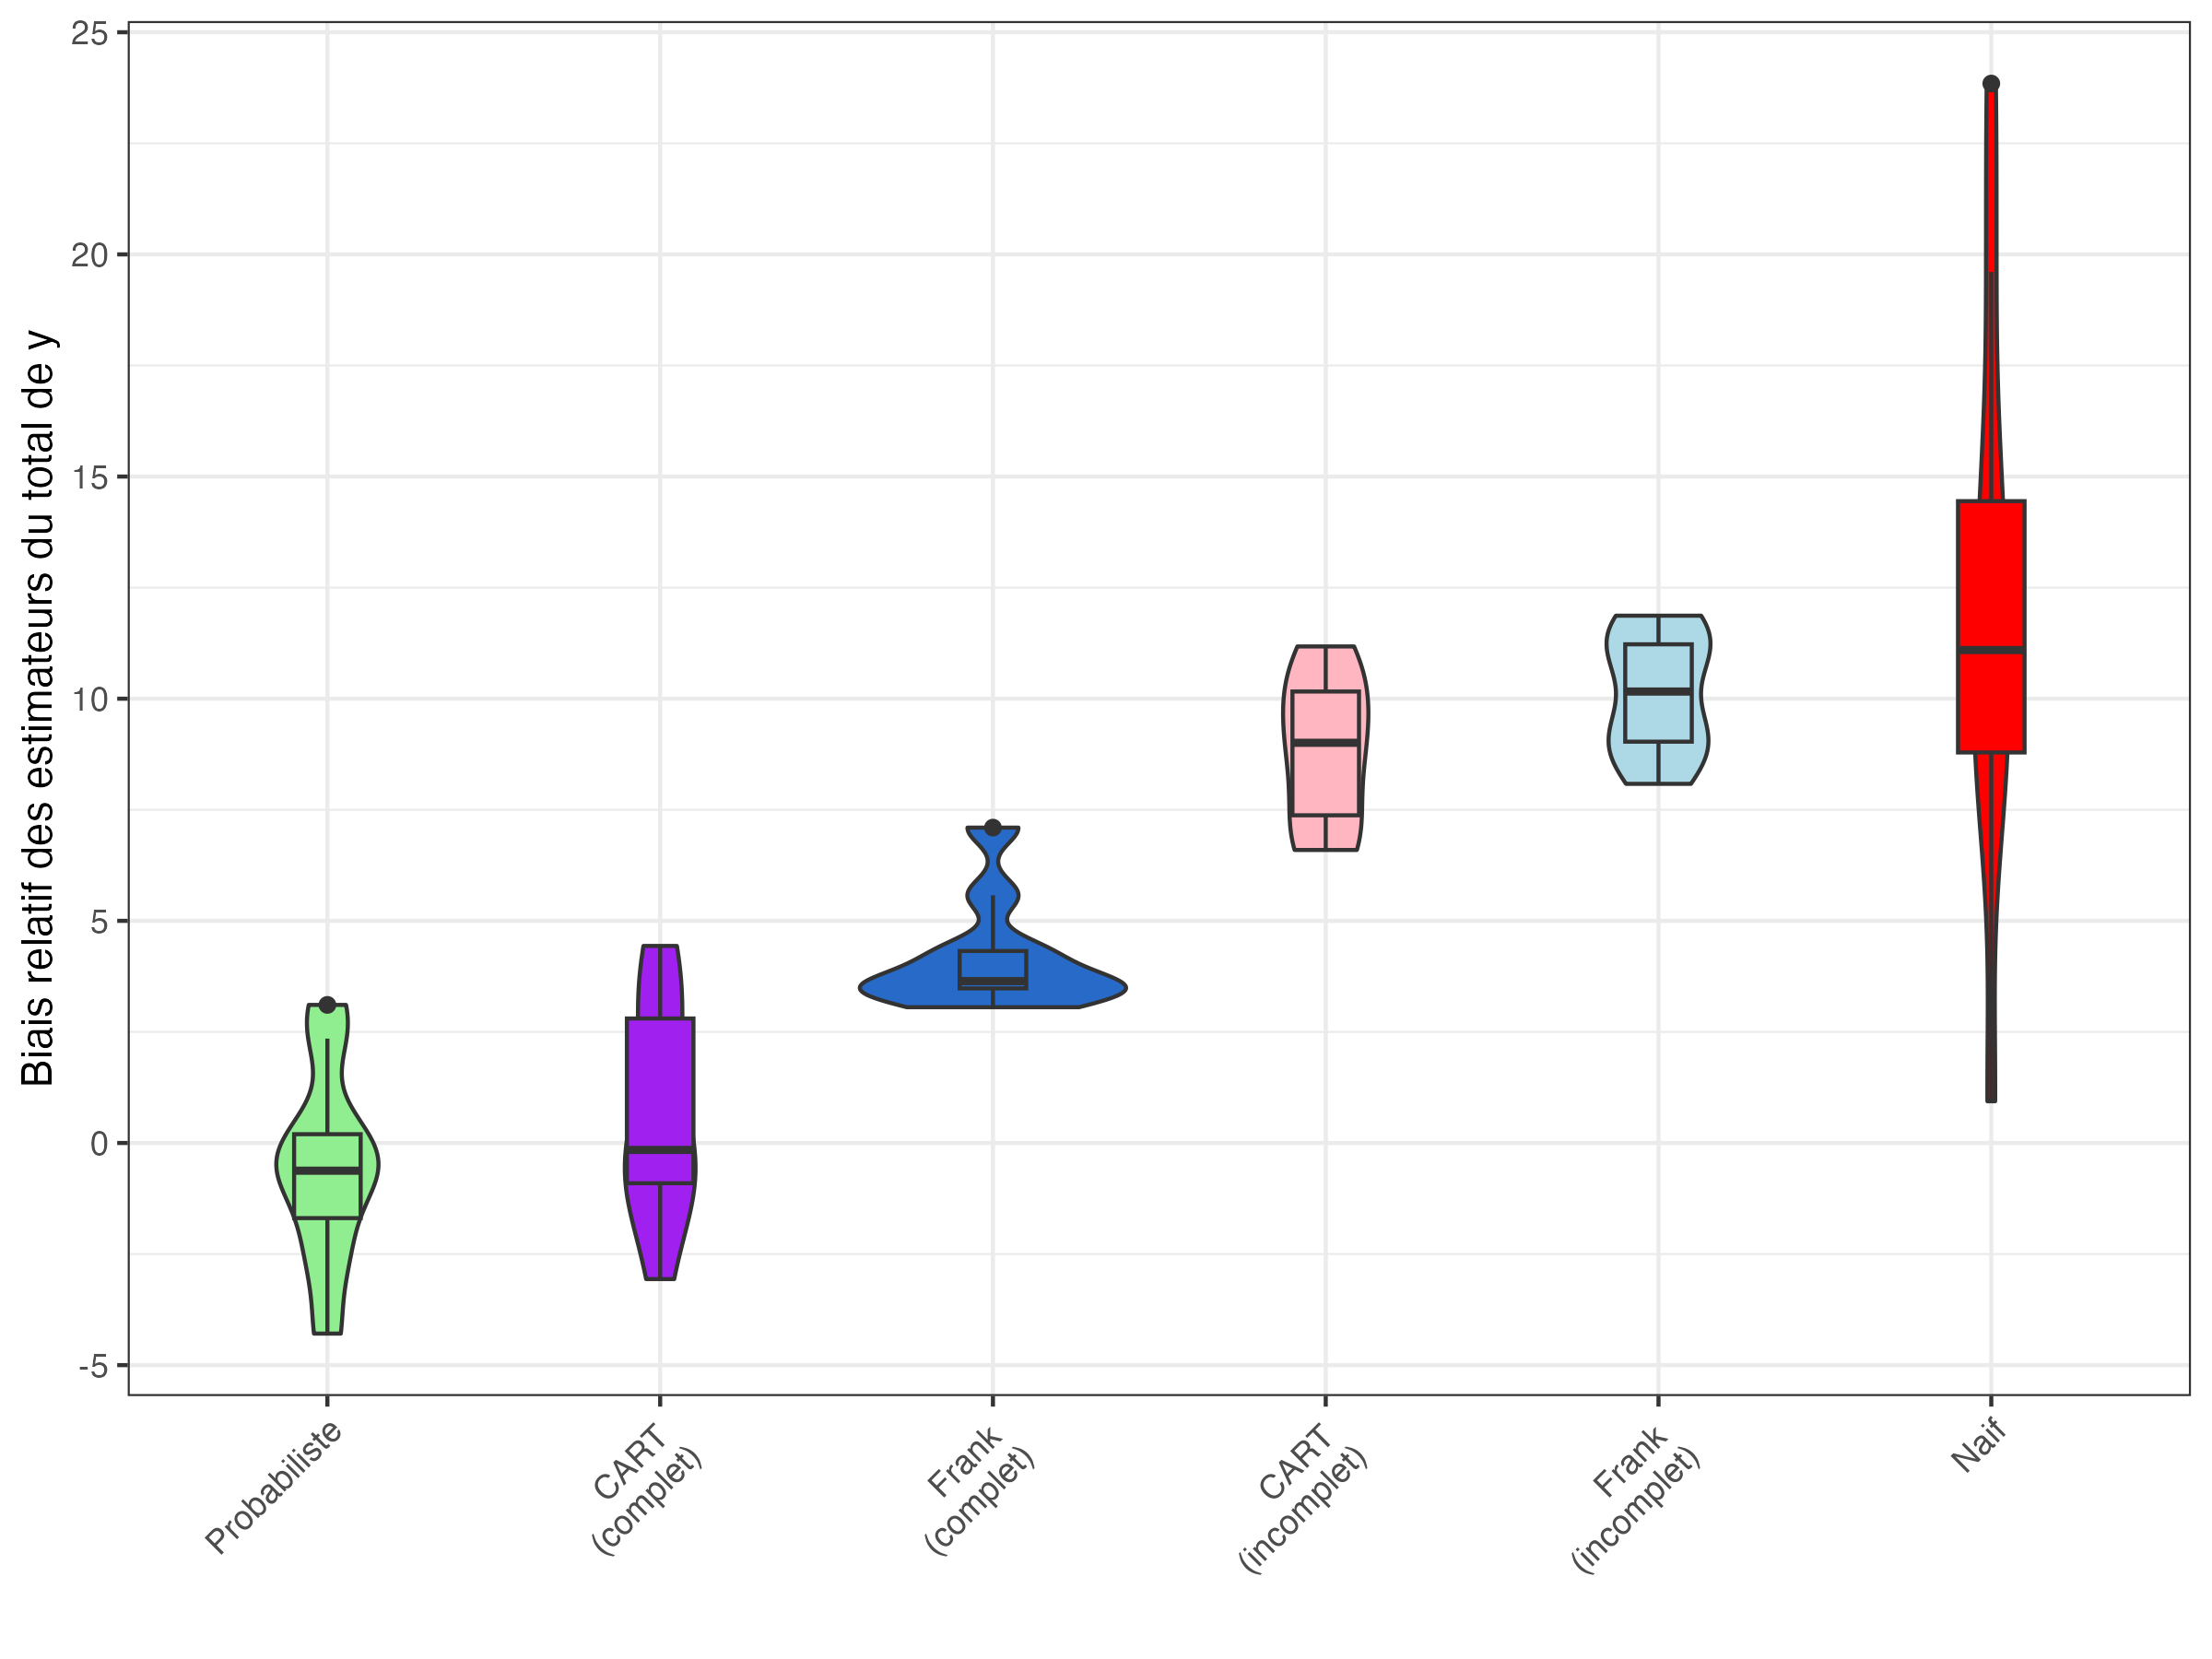 Biais relatif des estimateurs du total de y
25
20
15
10
5
0
-5
Probabiliste
CART
(complet)
Frank
(complet)
CART
(incomplet)
Frank
(incomplet)
Naif